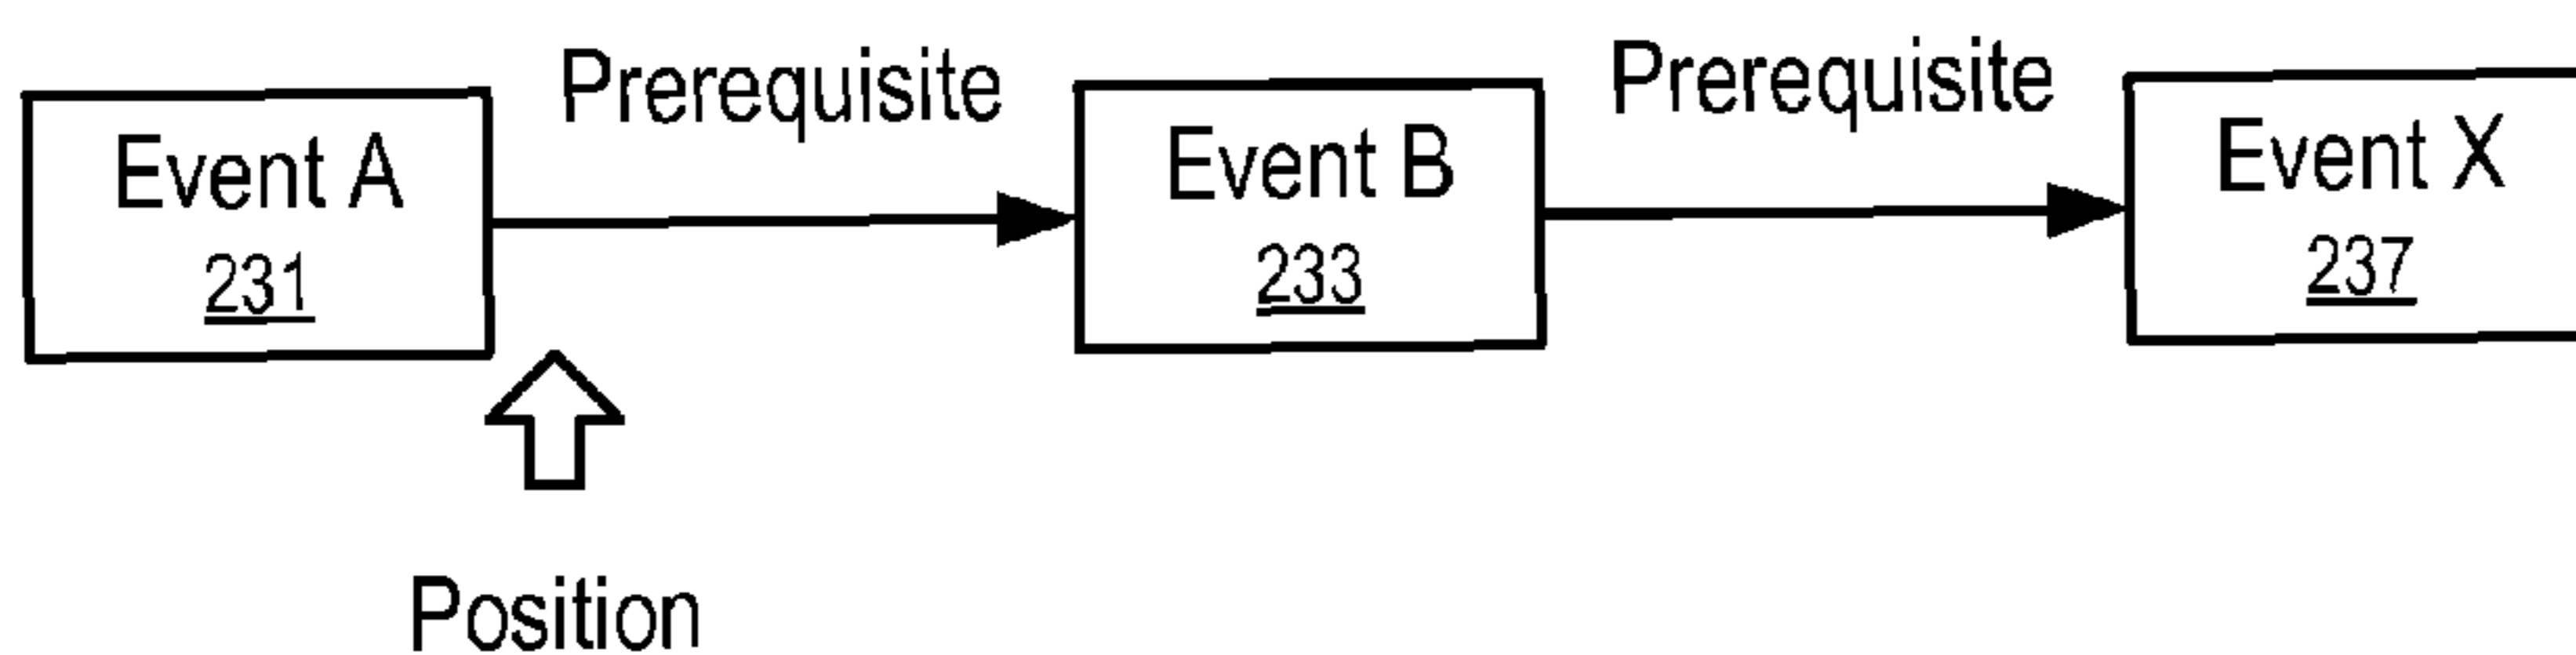 Prerequisite
Prerequisite
Event A
231
Event B
233
Event X
237
Position